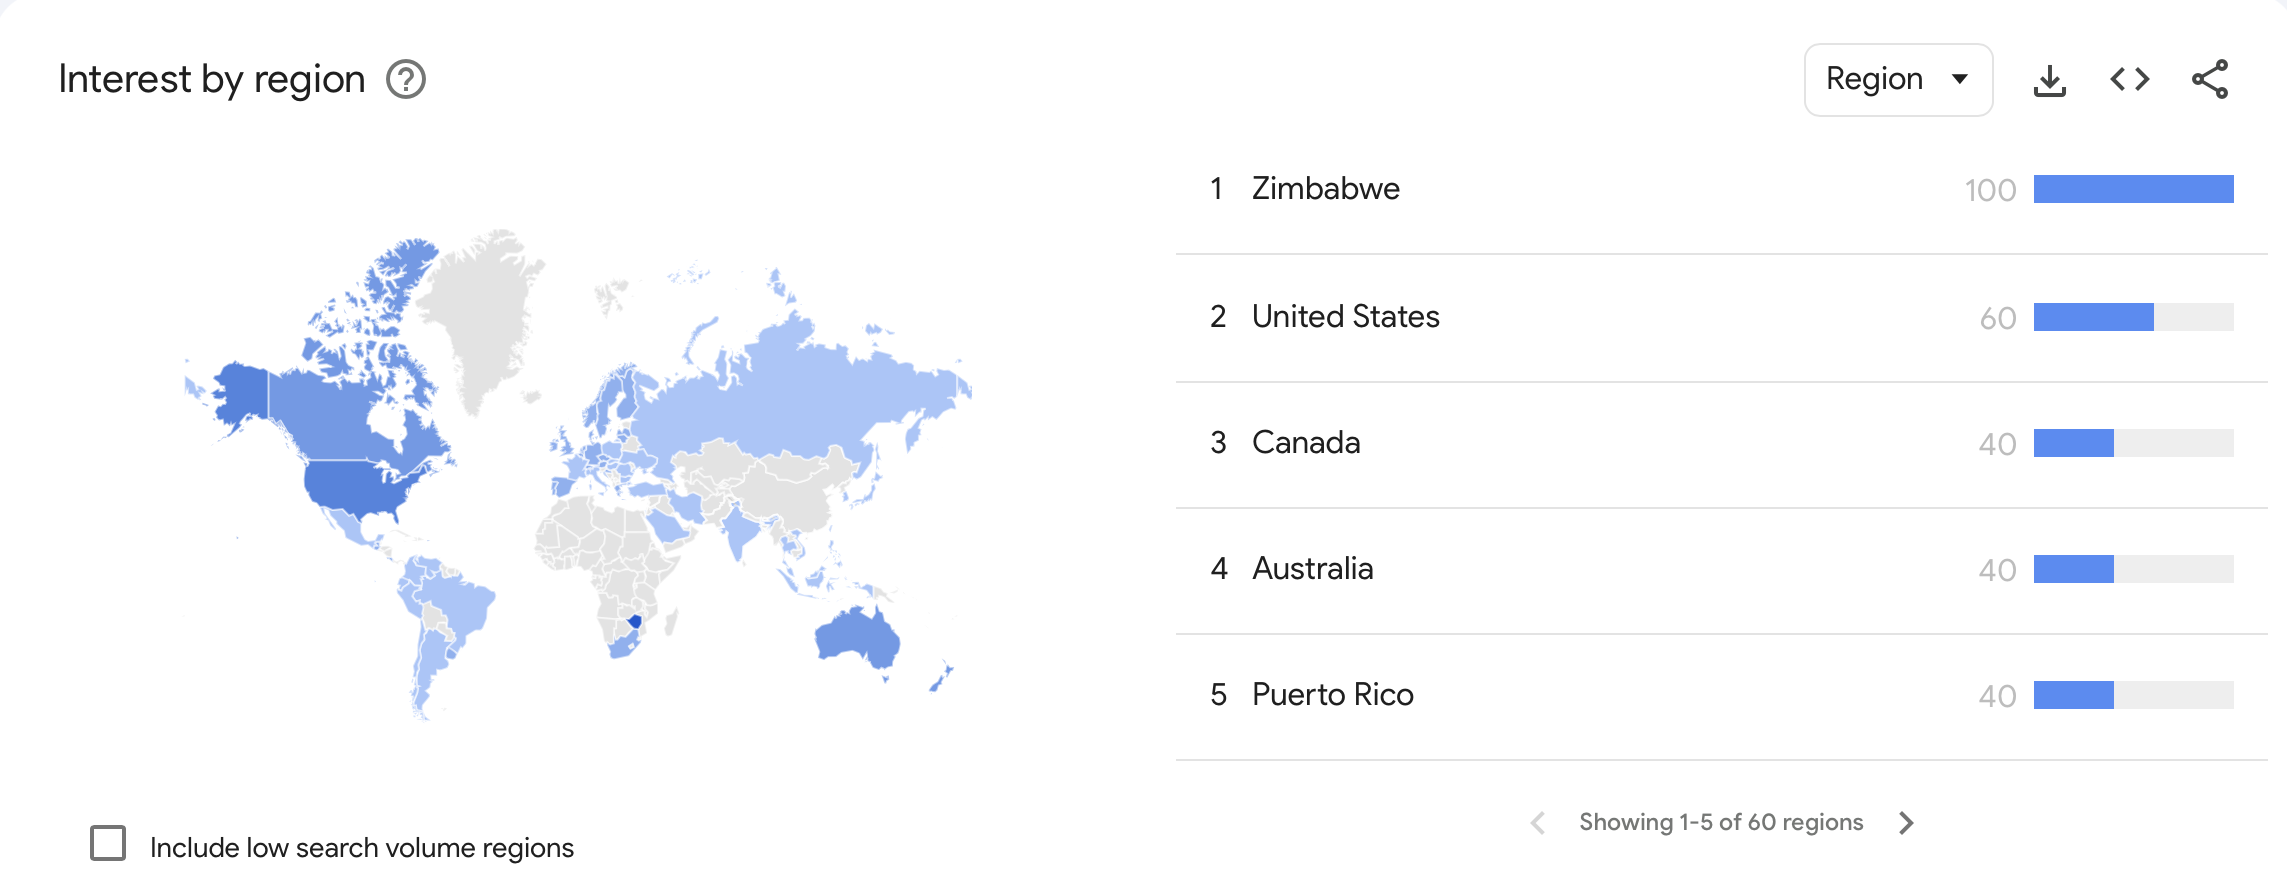 Interest by region
Region
1 Zimbabwe 100
2 United States 60
3 Canada 40
4 Australia 40
5 Puerto Rico 40
Include low search volume regions
Showing 1-5 of 60 regions